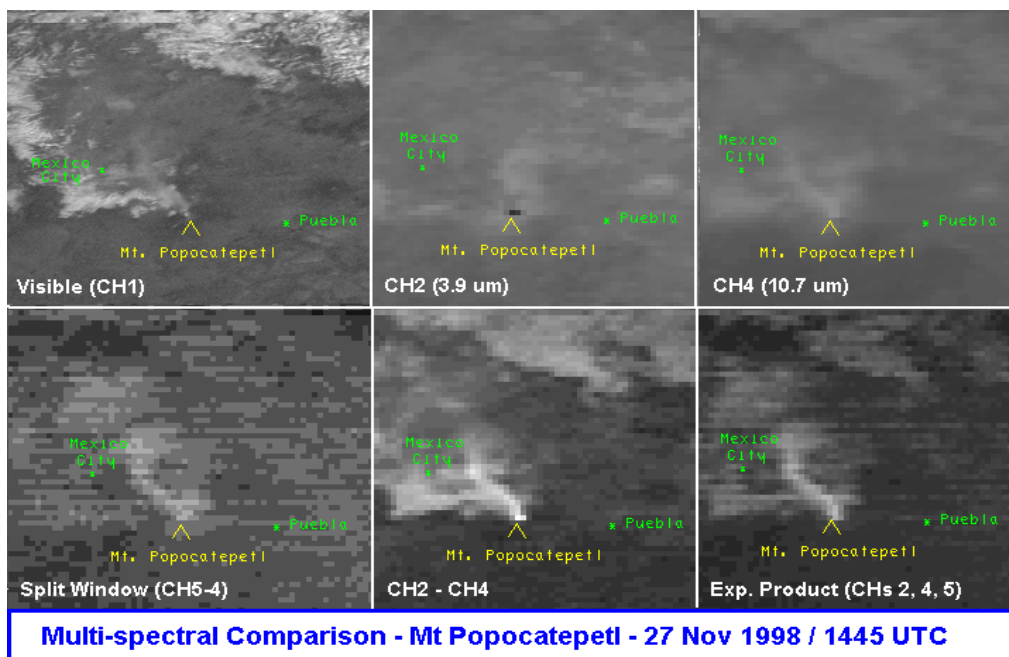 Mexico
City
Puebla
Mt. Popocatepetl
Visible (CH1)
Mexico
City
Puebla
Mt. Popocatepetl
CH2 (3.9 um)
Mexico
City
Puebla
Mt. Popocatepetl
CH4 (10.7 um)
Mexico
City
Puebla
Mt. Popocatepetl
Split Window (CH5-4)
Mexico
City
Puebla
Mt. Popocatepetl
CH2 - CH4
Mexico
City
Puebla
Mt. Popocatepetl
Exp. Product (CHs 2, 4, 5)
Multi-spectral Comparison - Mt Popocatepetl - 27 Nov 1998 / 1445 UTC